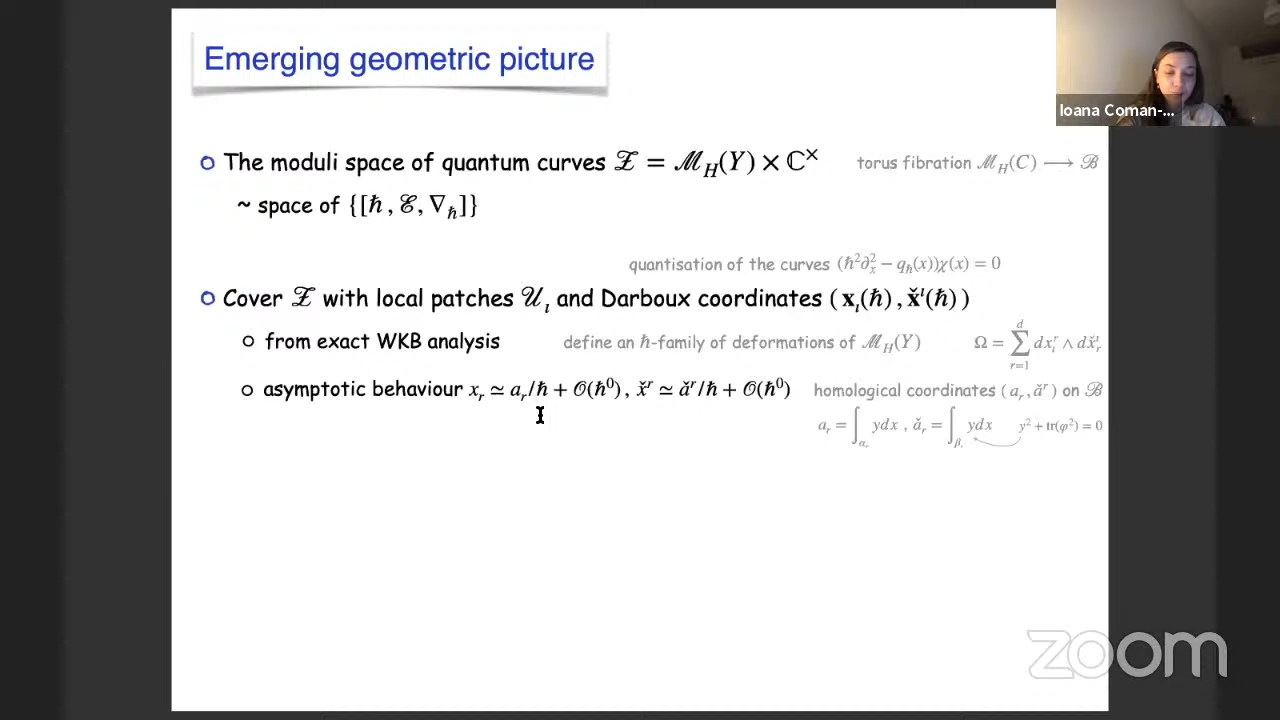 Emerging geometric picture
Ioana Coman-...
The moduli space of quantum curves 𝒵 = ℳ_H(Y) × ℂ^×   torus fibration ℳ_H(C) ⟶ ℬ
~ space of {[ℏ, ℰ, ∇_ℏ]}
quantisation of the curves (ℏ²∂ₓ² − q_ℏ(x))χ(x) = 0
Cover 𝒵 with local patches 𝒰_ι and Darboux coordinates (𝐱_ι(ℏ), 𝐱̌^ι(ℏ))
from exact WKB analysis   define an ℏ-family of deformations of ℳ_H(Y)   Ω = ∑_{r=1}^{d} dx_ι^r ∧ dx̌_r^ι
asymptotic behaviour x_r ≃ a_r/ℏ + 𝒪(ℏ⁰), x̌^r ≃ ǎ^r/ℏ + 𝒪(ℏ⁰)   homological coordinates (a_r, ǎ^r) on ℬ
a_r = ∫_{α_r} ydx , ǎ_r = ∫_{β_r} ydx   y² + tr(φ²) = 0
zoom